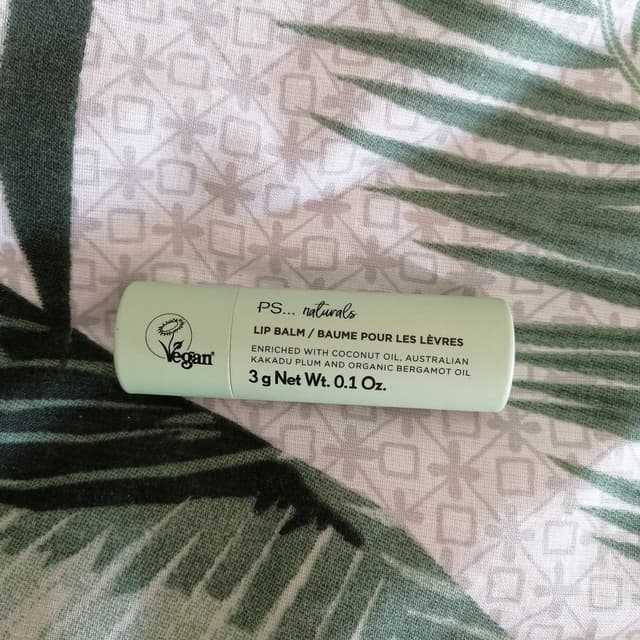 Vegan
PS... naturals
LIP BALM / BAUME POUR LES LÈVRES
ENRICHED WITH COCONUT OIL, AUSTRALIAN
KAKADU PLUM AND ORGANIC BERGAMOT OIL
3 g Net Wt. 0.1 Oz.